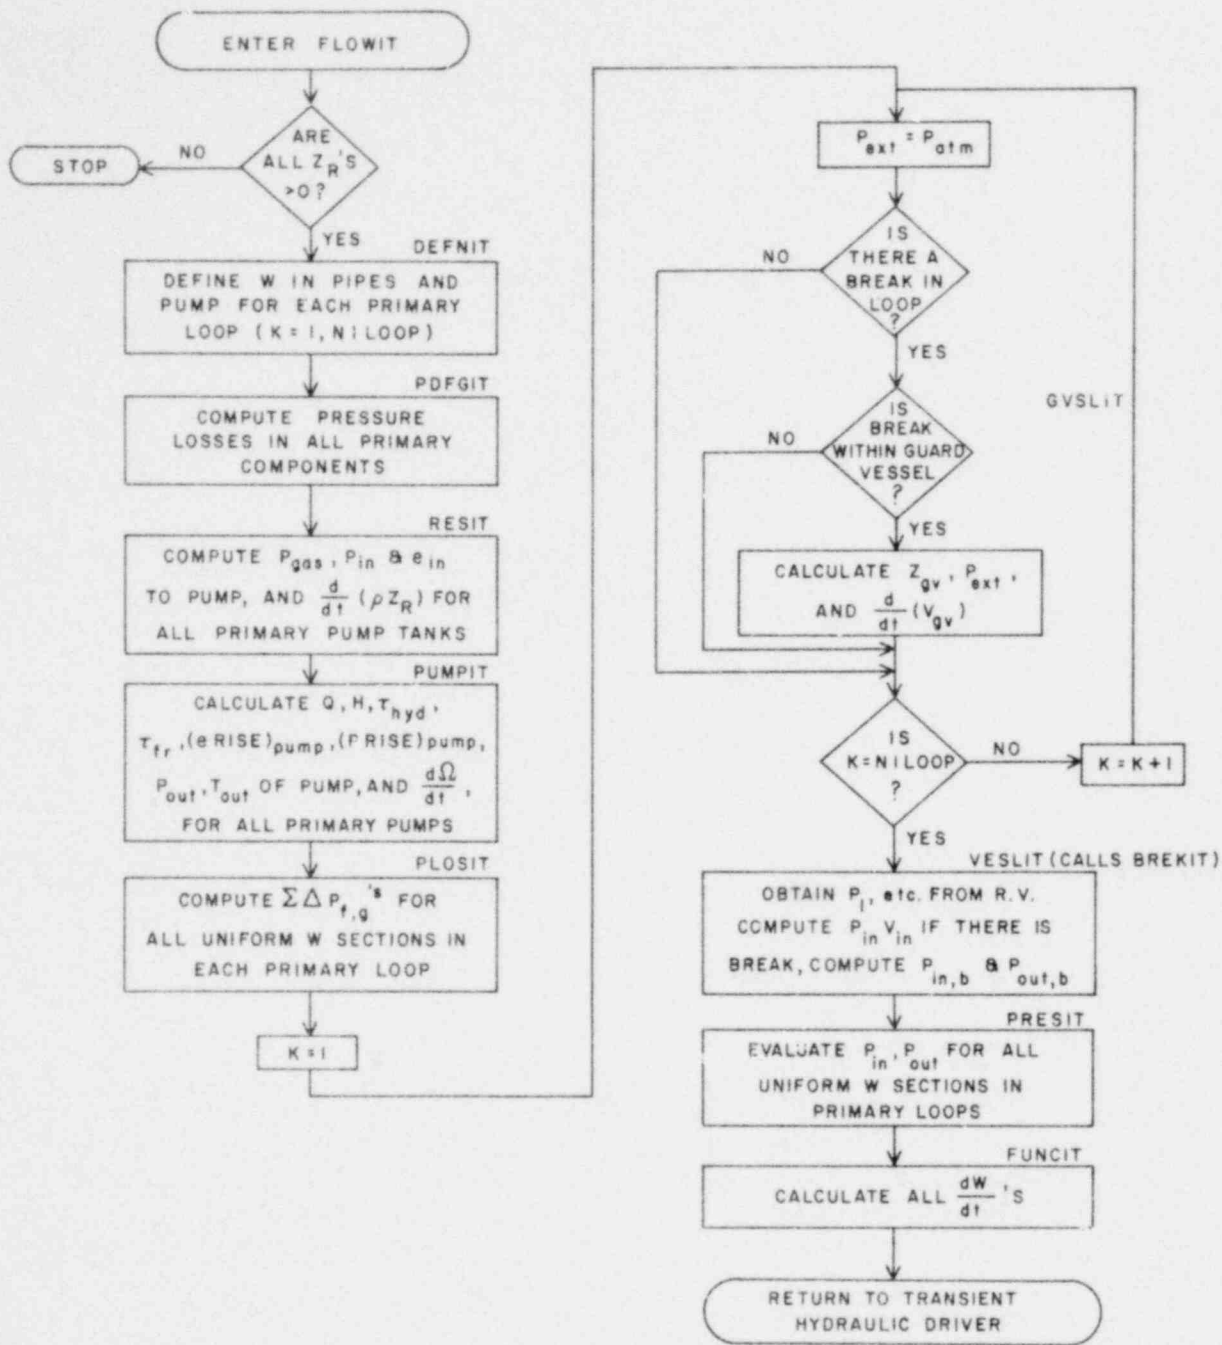 ENTER FLOWIT
ARE
ALL Z_R'S
>0?
NO
STOP
YES
DEFNIT
DEFINE W IN PIPES AND
PUMP FOR EACH PRIMARY
LOOP (K = 1, N1LOOP)
PDFGIT
COMPUTE PRESSURE
LOSSES IN ALL PRIMARY
COMPONENTS
RESIT
COMPUTE P_gas, P_in & e_in
TO PUMP, AND d/dt (ρZ_R) FOR
ALL PRIMARY PUMP TANKS
PUMPIT
CALCULATE Q, H, τ_hyd,
τ_fr, (e RISE)_pump, (P RISE)_pump,
P_out, T_out OF PUMP, AND dΩ/dt,
FOR ALL PRIMARY PUMPS
PLOSIT
COMPUTE ΣΔP_f,g's FOR
ALL UNIFORM W SECTIONS IN
EACH PRIMARY LOOP
K = 1
P_ext = P_atm
IS
THERE A
BREAK IN
LOOP
?
NO
YES
GVSLIT
IS
BREAK
WITHIN GUARD
VESSEL
?
NO
YES
CALCULATE Z_gv, P_ext,
AND d/dt (V_gv)
IS
K=N1LOOP
?
NO
K = K + 1
YES
VESLIT (CALLS BREKIT)
OBTAIN P_l, etc. FROM R.V.
COMPUTE P_in V_in IF THERE IS
BREAK, COMPUTE P_in,b & P_out,b
PRESIT
EVALUATE P_in, P_out FOR ALL
UNIFORM W SECTIONS IN
PRIMARY LOOPS
FUNCIT
CALCULATE ALL dW/dt 'S
RETURN TO TRANSIENT
HYDRAULIC DRIVER